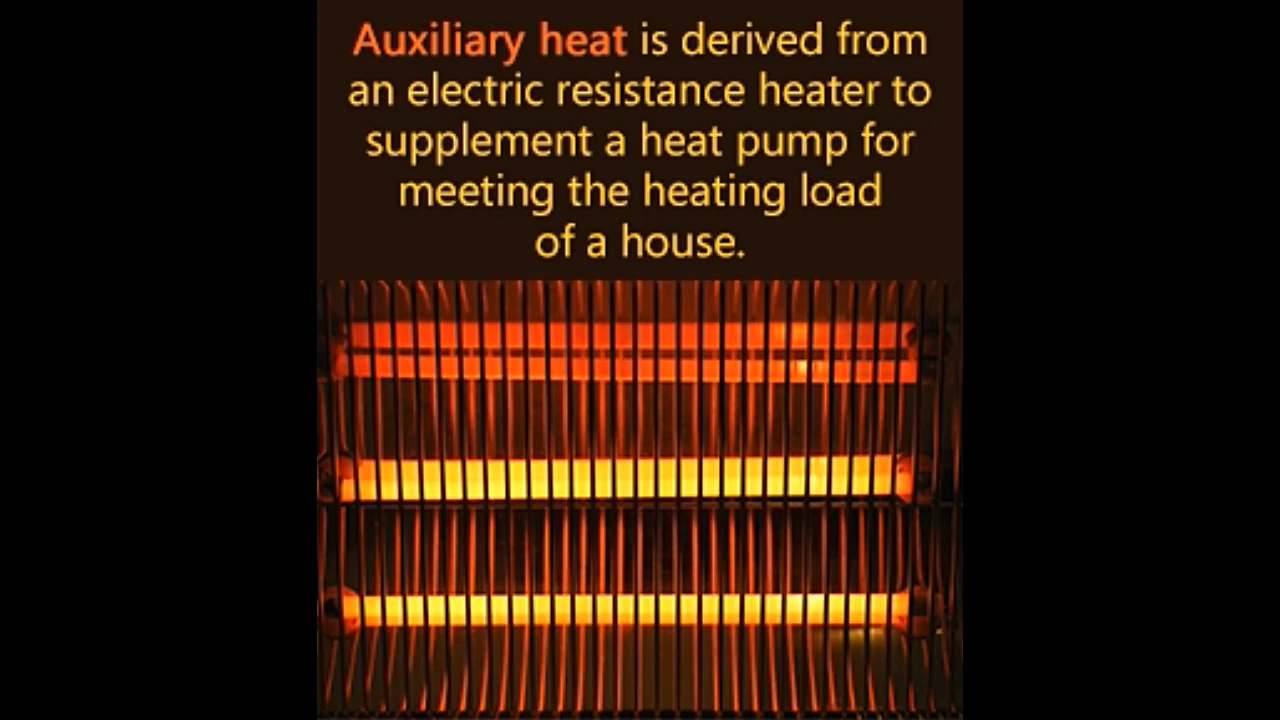 Auxiliary heat is derived from
an electric resistance heater to
supplement a heat pump for
meeting the heating load
of a house.